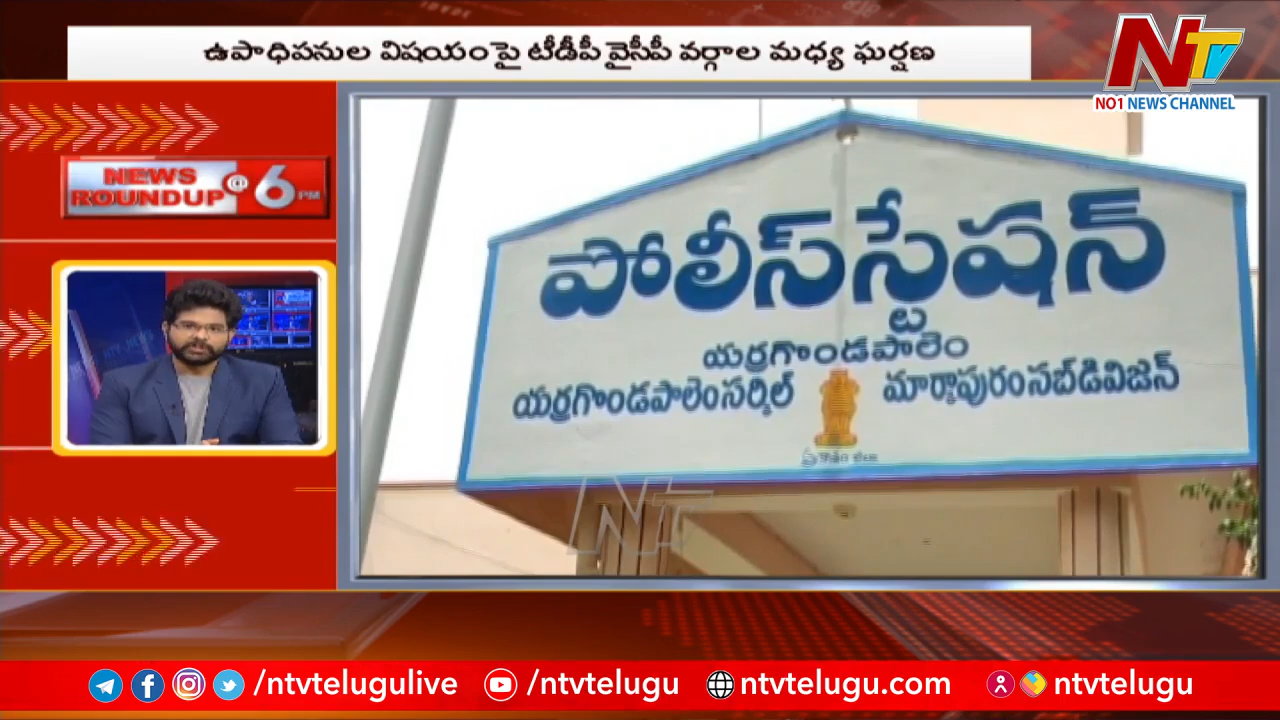 ఉపాధిపనుల విషయంపై టీడీపీ వైసీపీ వర్గాల మధ్య ఘర్షణ
NTV
NO1 NEWS CHANNEL
NEWS
ROUNDUP @ 6 PM
పోలీస్ స్టేషన్
యర్రగొండపాలెం
యర్రగొండపాలెం సర్కిల్ మార్కాపురం సబ్ డివిజన్
NTV
/ntvtelugulive /ntvtelugu ntvtelugu.com ntvtelugu